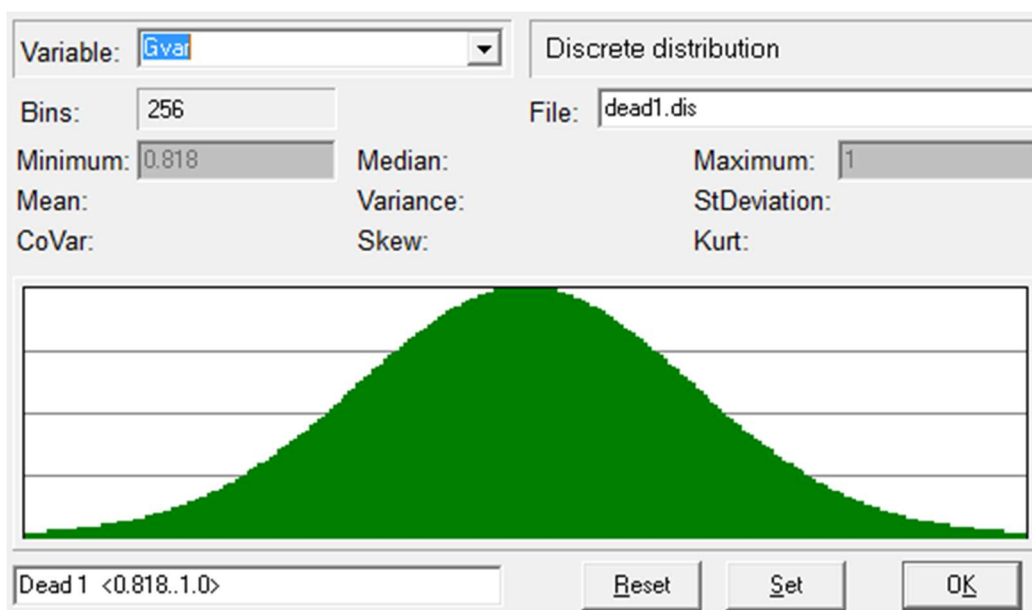 Variable: Gvar Discrete distribution
Bins: 256 File: dead1.dis
Minimum: 0.818 Median: Maximum: 1
Mean: Variance: StDeviation:
CoVar: Skew: Kurt:
Dead 1 <0.818..1.0> Reset Set OK